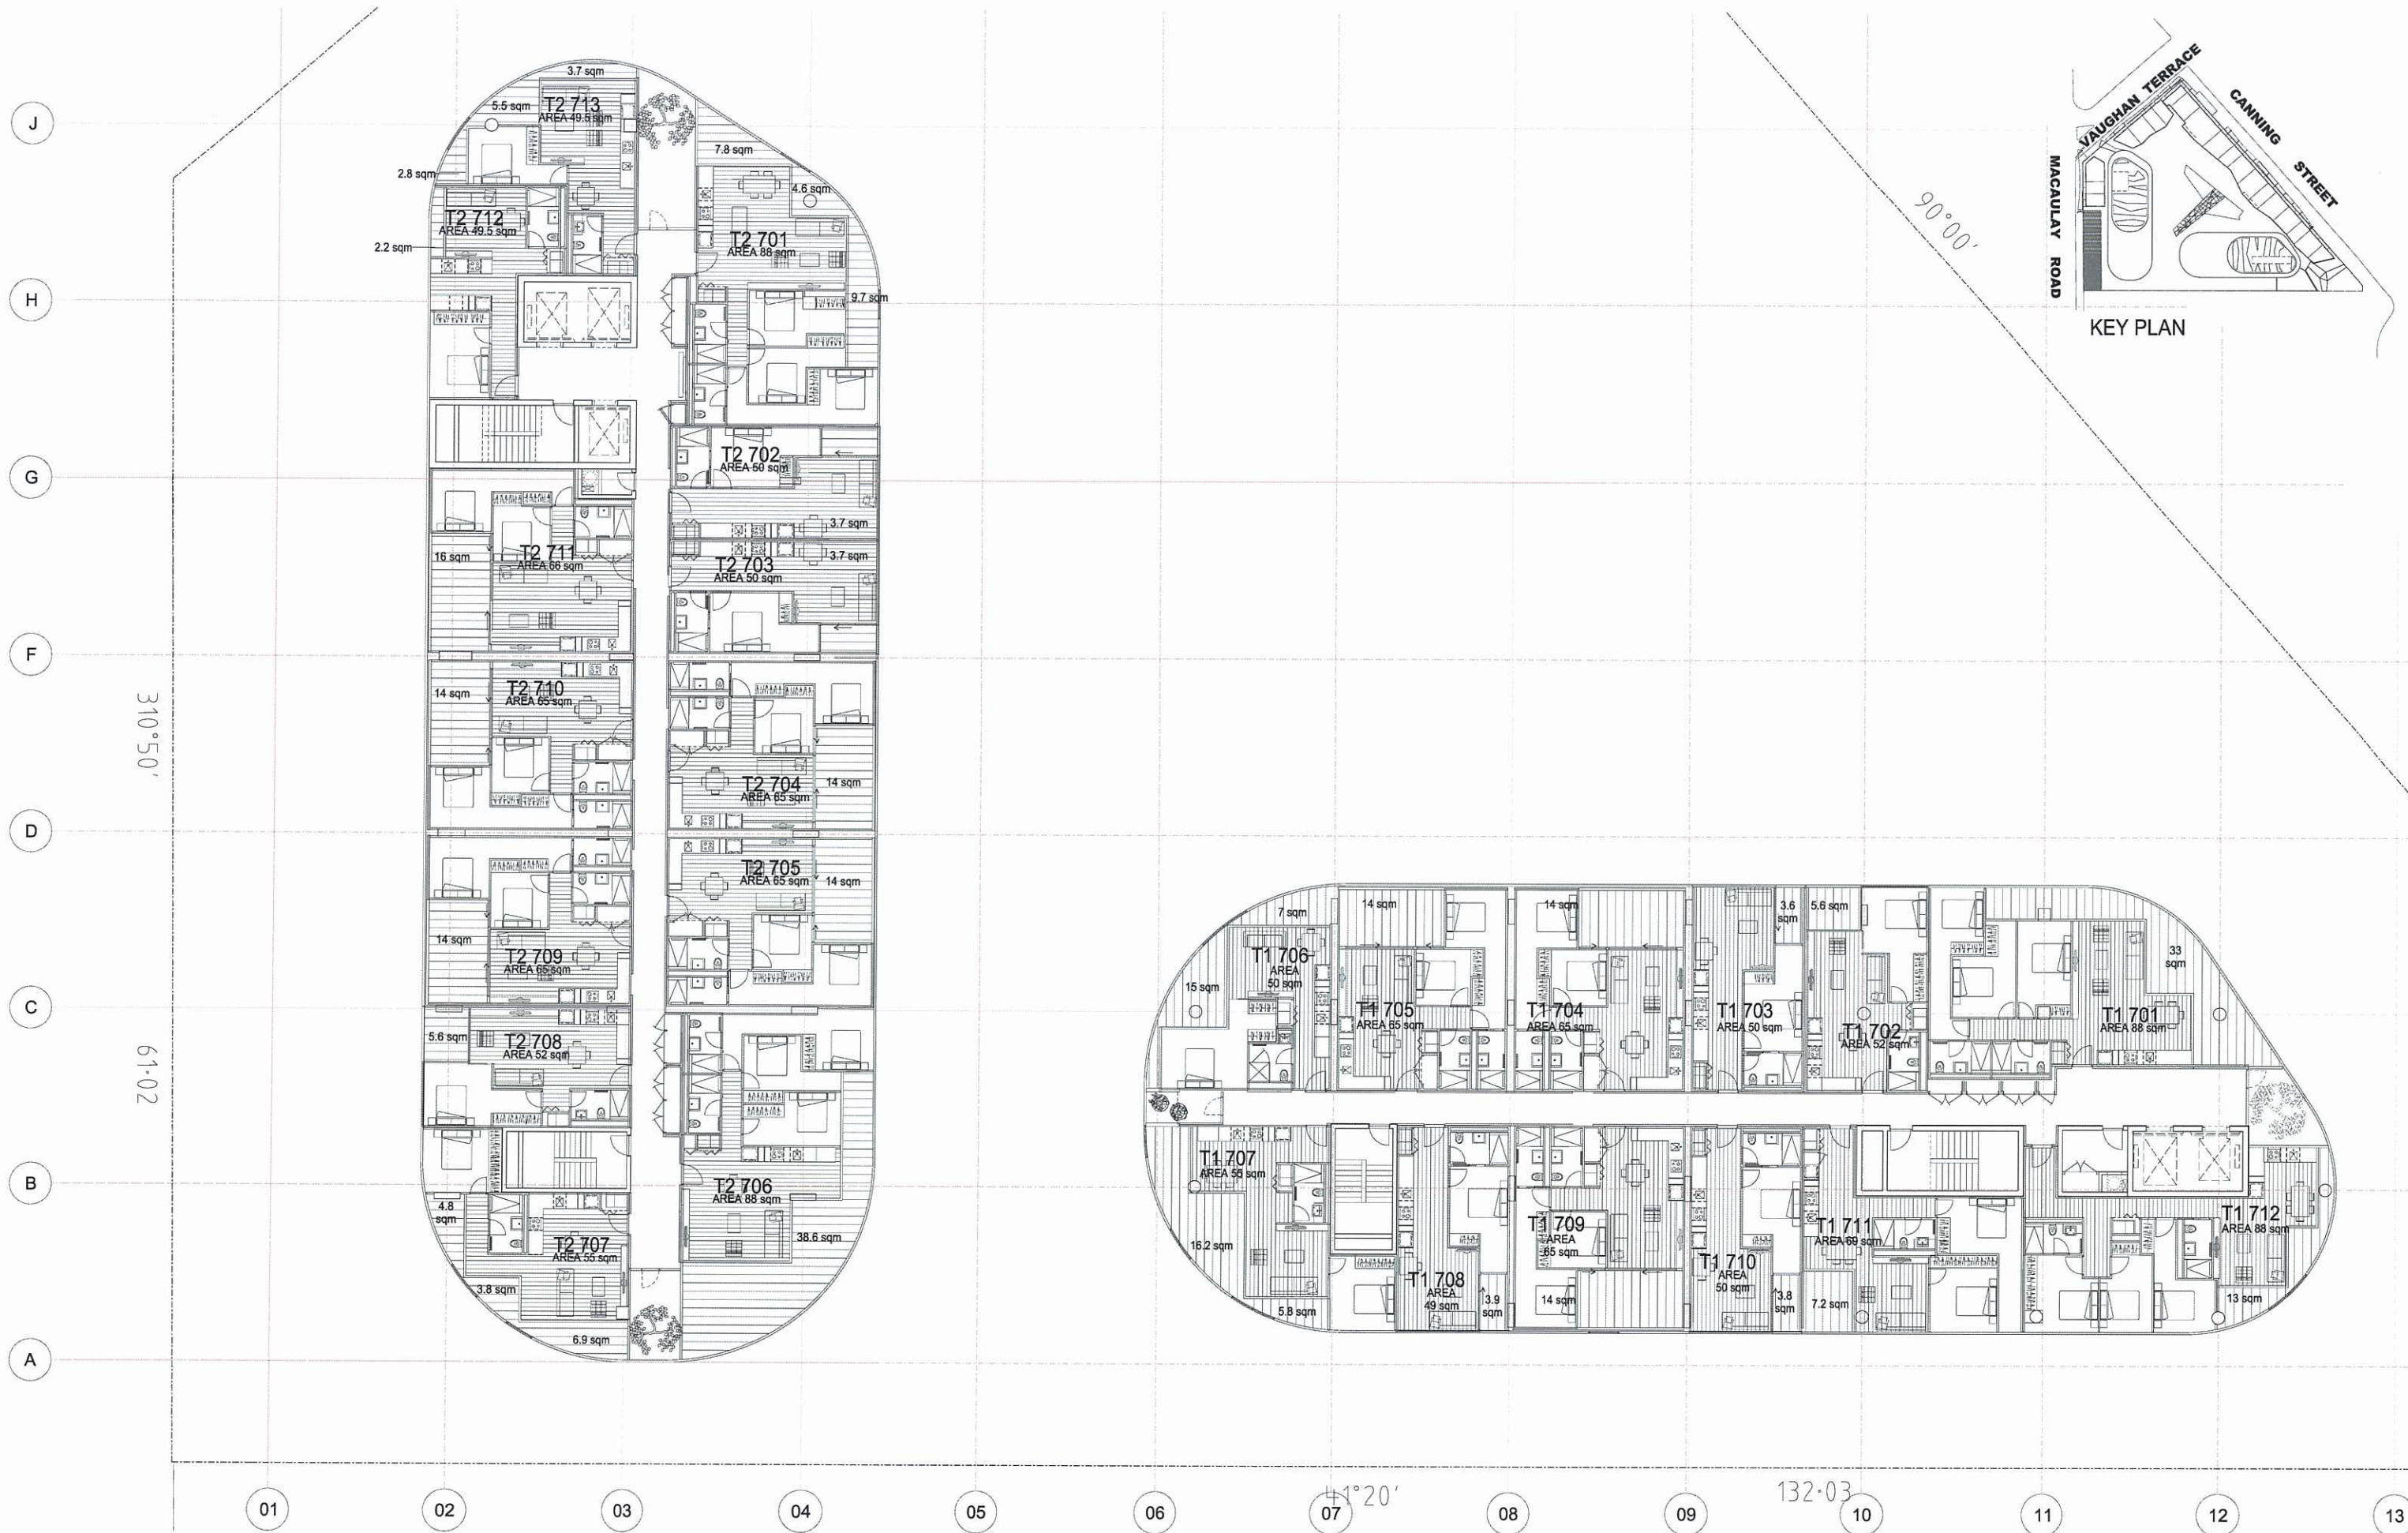 J
H
G
F
D
C
B
A
01
02
03
04
05
06
07
08
09
10
11
12
13
310°50'
61·02
41°20'
132·03
90°00'
VAUGHAN TERRACE
CANNING STREET
MACAULAY ROAD
KEY PLAN
3.7 sqm
5.5 sqm
T2 713
AREA 49.5 sqm
2.8 sqm
T2 712
AREA 49.5 sqm
2.2 sqm
7.8 sqm
4.6 sqm
T2 701
AREA 88 sqm
9.7 sqm
T2 702
AREA 50 sqm
3.7 sqm
3.7 sqm
T2 703
AREA 50 sqm
16 sqm
T2 711
AREA 66 sqm
14 sqm
T2 710
AREA 65 sqm
T2 704
AREA 65 sqm
14 sqm
T2 705
AREA 65 sqm
14 sqm
14 sqm
T2 709
AREA 65 sqm
5.6 sqm
T2 708
AREA 52 sqm
T2 706
AREA 88 sqm
38.6 sqm
4.8
sqm
T2 707
AREA 55 sqm
3.8 sqm
6.9 sqm
7 sqm
T1 706
AREA
50 sqm
15 sqm
14 sqm
T1 705
AREA 65 sqm
14 sqm
T1 704
AREA 65 sqm
3.6
sqm
T1 703
AREA 50 sqm
5.6 sqm
T1 702
AREA 52 sqm
33
sqm
T1 701
AREA 88 sqm
T1 707
AREA 55 sqm
16.2 sqm
5.8 sqm
T1 708
AREA
49 sqm
3.9
sqm
T1 709
AREA
65 sqm
14 sqm
T1 710
AREA
50 sqm
3.8
sqm
T1 711
AREA 69 sqm
7.2 sqm
T1 712
AREA 88 sqm
13 sqm